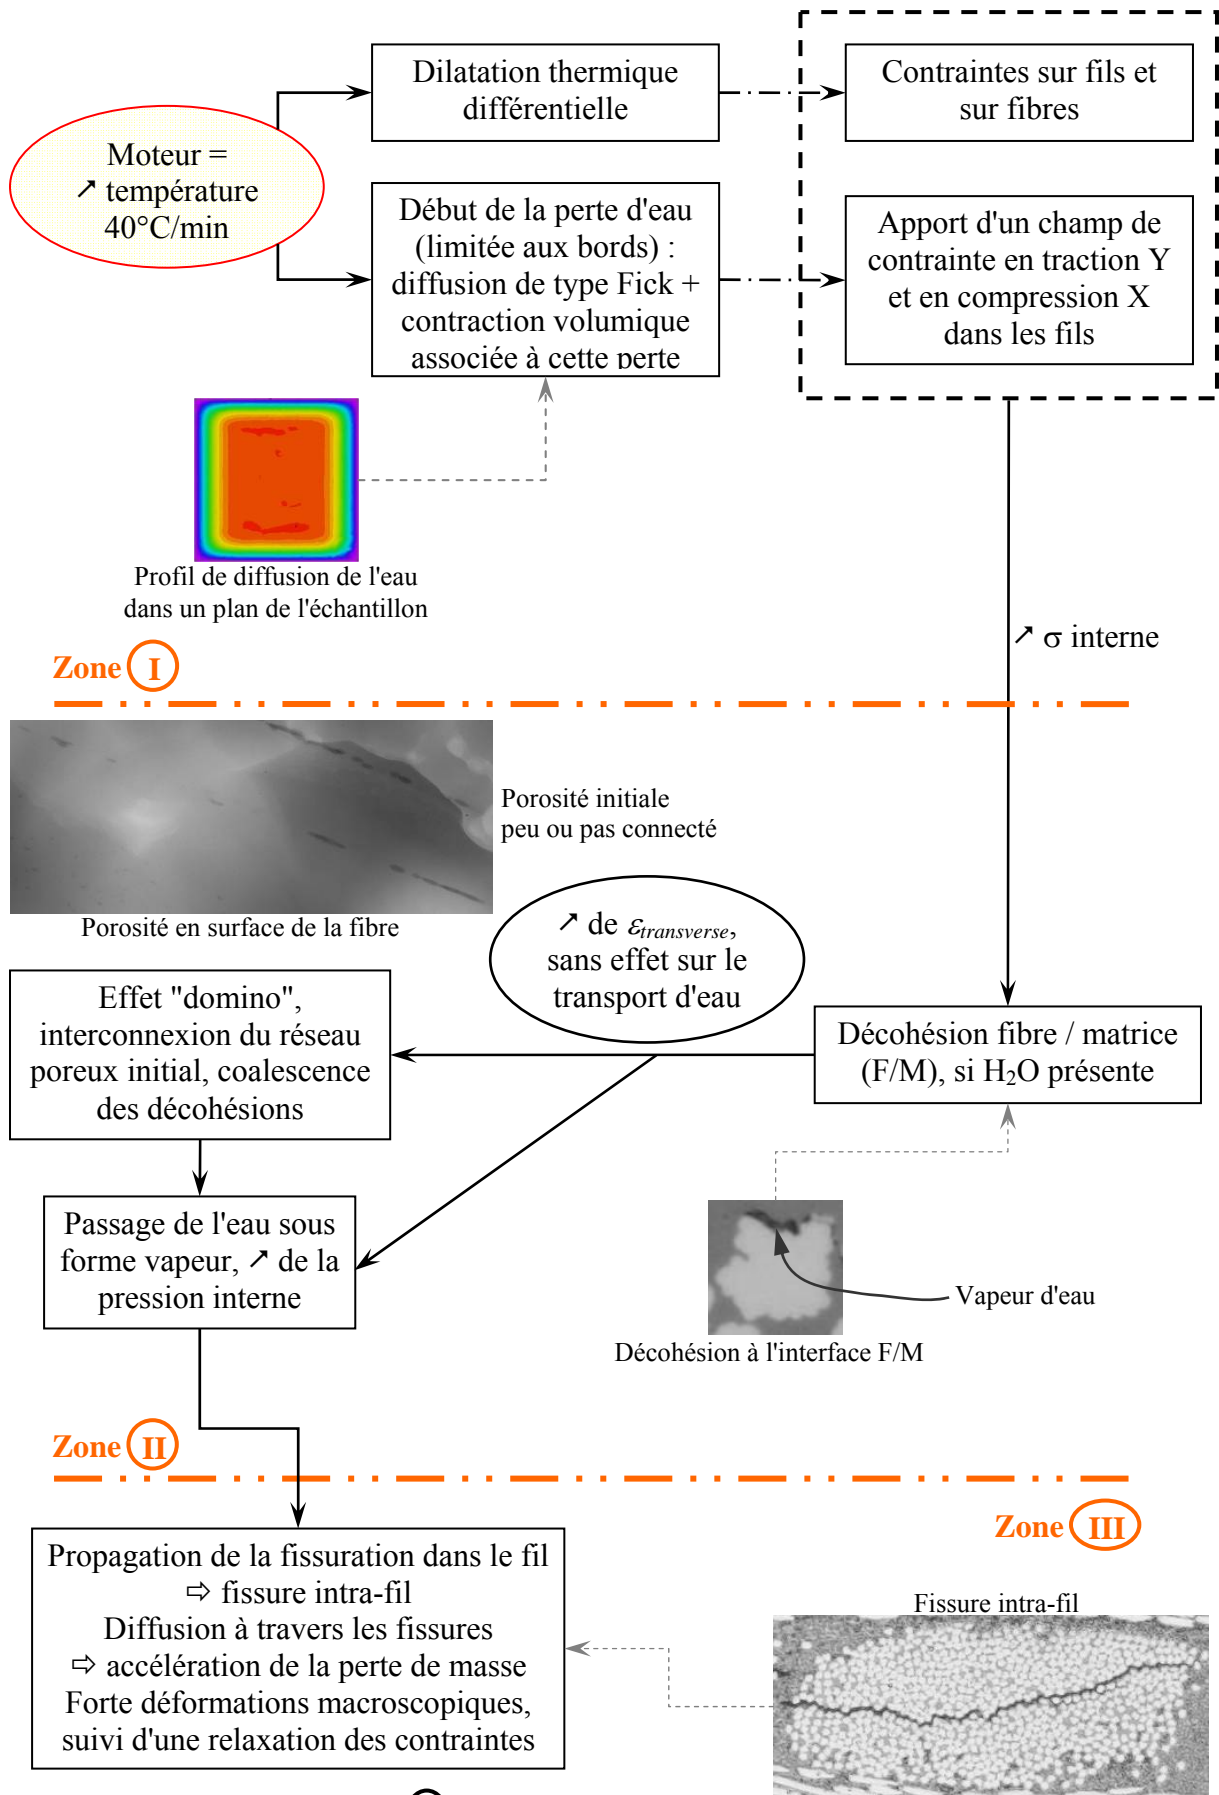 Dilatation thermique
différentielle
Contraintes sur fils et
sur fibres
Moteur =
↗ température
40°C/min
Début de la perte d'eau
(limitée aux bords) :
diffusion de type Fick +
contraction volumique
associée à cette perte
Apport d'un champ de
contrainte en traction Y
et en compression X
dans les fils
Profil de diffusion de l'eau
dans un plan de l'échantillon
↗ σ interne
Zone I
Porosité initiale
peu ou pas connecté
Porosité en surface de la fibre
↗ de εtransverse,
sans effet sur le
transport d'eau
Effet "domino",
interconnexion du réseau
poreux initial, coalescence
des décohésions
Décohésion fibre / matrice
(F/M), si H₂O présente
Passage de l'eau sous
forme vapeur, ↗ de la
pression interne
Vapeur d'eau
Décohésion à l'interface F/M
Zone II
Zone III
Propagation de la fissuration dans le fil
⇨ fissure intra-fil
Diffusion à travers les fissures
⇨ accélération de la perte de masse
Forte déformations macroscopiques,
suivi d'une relaxation des contraintes
Fissure intra-fil